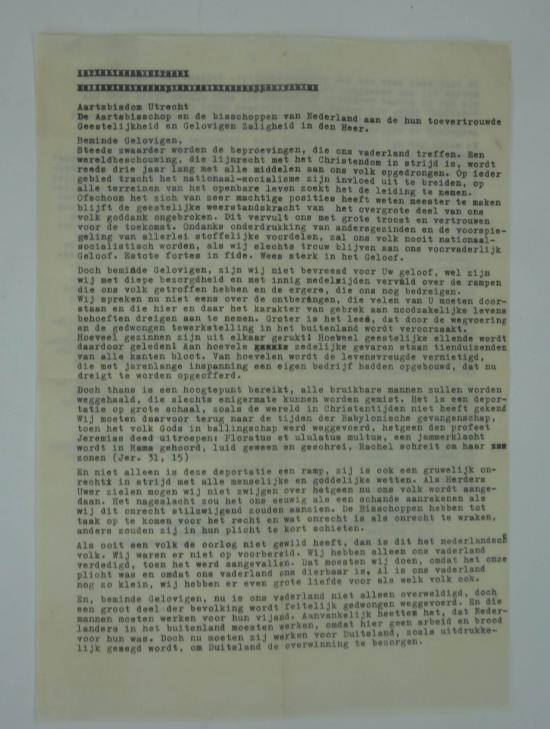 Aartsbisdom Utrecht
De Aartsbisschop en de bisschoppen van Nederland aan de hun toevertrouwde
Geestelijkheid en Gelovigen Zaligheid in den Heer.
Beminde Gelovigen,
Steeds zwaarder worden de beproevingen, die ons vaderland treffen. Een
wereldbeschouwing, die lijnrecht met het Christendom in strijd is, wordt
reeds drie jaar lang met alle middelen aan ons volk opgedrongen. Op ieder
gebied tracht het nationaal-socialisme zijn invloed uit te breiden, op
alle terreinen van het openbare leven zoekt het de leiding te nemen.
Ofschoon het zich van zeer machtige posities heeft weten meester te maken
blijft de geestelijke weerstandskracht van het overgrote deel van ons
volk goddank ongebroken. Dit vervult ons met grote troost en vertrouwen
voor de toekomst. Ondanks onderdrukking van andersgezinden en de voorspie-
geling van allerlei stoffelijke voordelen, zal ons volk nooit nationaal-
socialistisch worden, als wij slechts trouw blijven aan ons voorvaderlijk
Geloof. Estote fortes in fide. Wees sterk in het Geloof.
Doch beminde Gelovigen, zijn wij niet bevreesd voor Uw geloof, wel zijn
wij met diepe bezorgdheid en met innig medelijden vervuld over de rampen
die ons volk getroffen hebben en de ergere, die ons nog bedreigen.
Wij spreken nu niet eens over de ontberingen, die velen van U moeten door-
staan en die hier en daar het karakter van gebrek aan noodzakelijke levens
behoeften dreigen aan te nemen. Groter is het leed, dat door de wegvoering
en de gedwongen tewerkstelling in het buitenland wordt veroorzaakt.
Hoeveel gezinnen zijn uit elkaar gerukt! Hoeveel geestelijke ellende wordt
daardoor geleden! Aan hoevele zedelijke gevaren staan tienduizenden
van alle kanten bloot. Van hoevelen wordt de levensvreugde vernietigd,
die met jarenlange inspanning een eigen bedrijf hadden opgebouwd, dat nu
dreigt te worden opgeofferd.
Doch thans is een hoogtepunt bereikt, alle bruikbare mannen zullen worden
weggehaald, die slechts enigermate kunnen worden gemist. Het is een depor-
tatie op grote schaal, zoals de wereld in Christentijden niet heeft gekend
Wij moeten daarvoor terug naar de tijden der Babylonische gevangenschap,
toen het volk Gods in ballingschap werd weggevoerd, hetgeen den profeet
Jeremias deed uitroepen: Floratus et ululatus multus, een jammerklacht
wordt in Rama gehoord, luid geween en geschrei, Rachel schreit om haar
zonen (Jer. 31, 15)
En niet alleen is deze deportatie een ramp, zij is ook een gruwelijk on-
recht: in strijd met alle menselijke en goddelijke wetten. Als Herders
Uwer zielen mogen wij niet zwijgen over hetgeen nu ons volk wordt aange-
daan. Het nageslacht zou het ons eeuwig als een schande aanrekenen als
wij dit onrecht stilzwijgend zouden aanzien. De Bisschoppen hebben tot
taak op te komen voor het recht en wat onrecht is als onrecht te wraken,
anders zouden zij in hun plicht te kort schieten.
Als ooit een volk de oorlog niet gewild heeft, dan is dit het nederlandse
volk. Wij waren er niet op voorbereid. Wij hebben alleen ons vaderland
verdedigd, toen het werd aangevallen. Dat moesten wij doen, omdat het onze
plicht was en omdat ons vaderland ons dierbaar is. Al is ons vaderland
nog zo klein, wij hebben er even grote liefde voor als welk volk ook.
En, beminde Gelovigen, nu is ons vaderland niet alleen overweldigd, doch
een groot deel der bevolking wordt feitelijk gedwongen weggevoerd. En die
mannen moeten werken voor hun vijand. Aanvankelijk heette het, dat Neder-
landers in het buitenland moesten werken, omdat hier geen arbeid en brood
voor hun was. Doch nu moeten zij werken voor Duitsland, zoals uitdrukke-
lijk gezegd wordt, om Duitsland de overwinning te bezorgen.